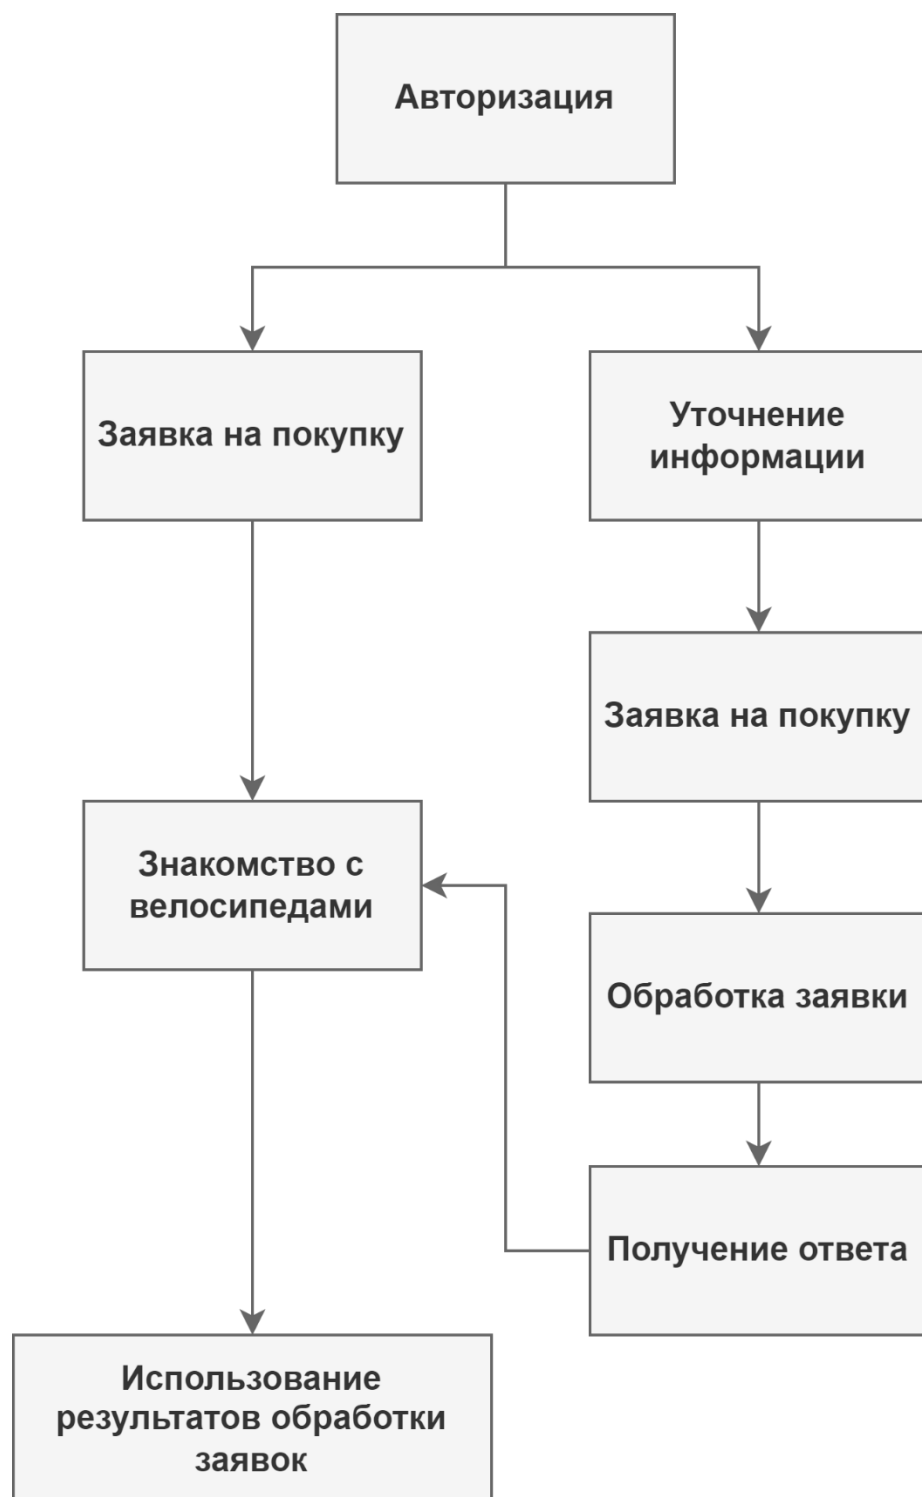 Авторизация
Заявка на покупку
Уточнение
информации
Заявка на покупку
Знакомство с
велосипедами
Обработка заявки
Получение ответа
Использование
результатов обработки
заявок